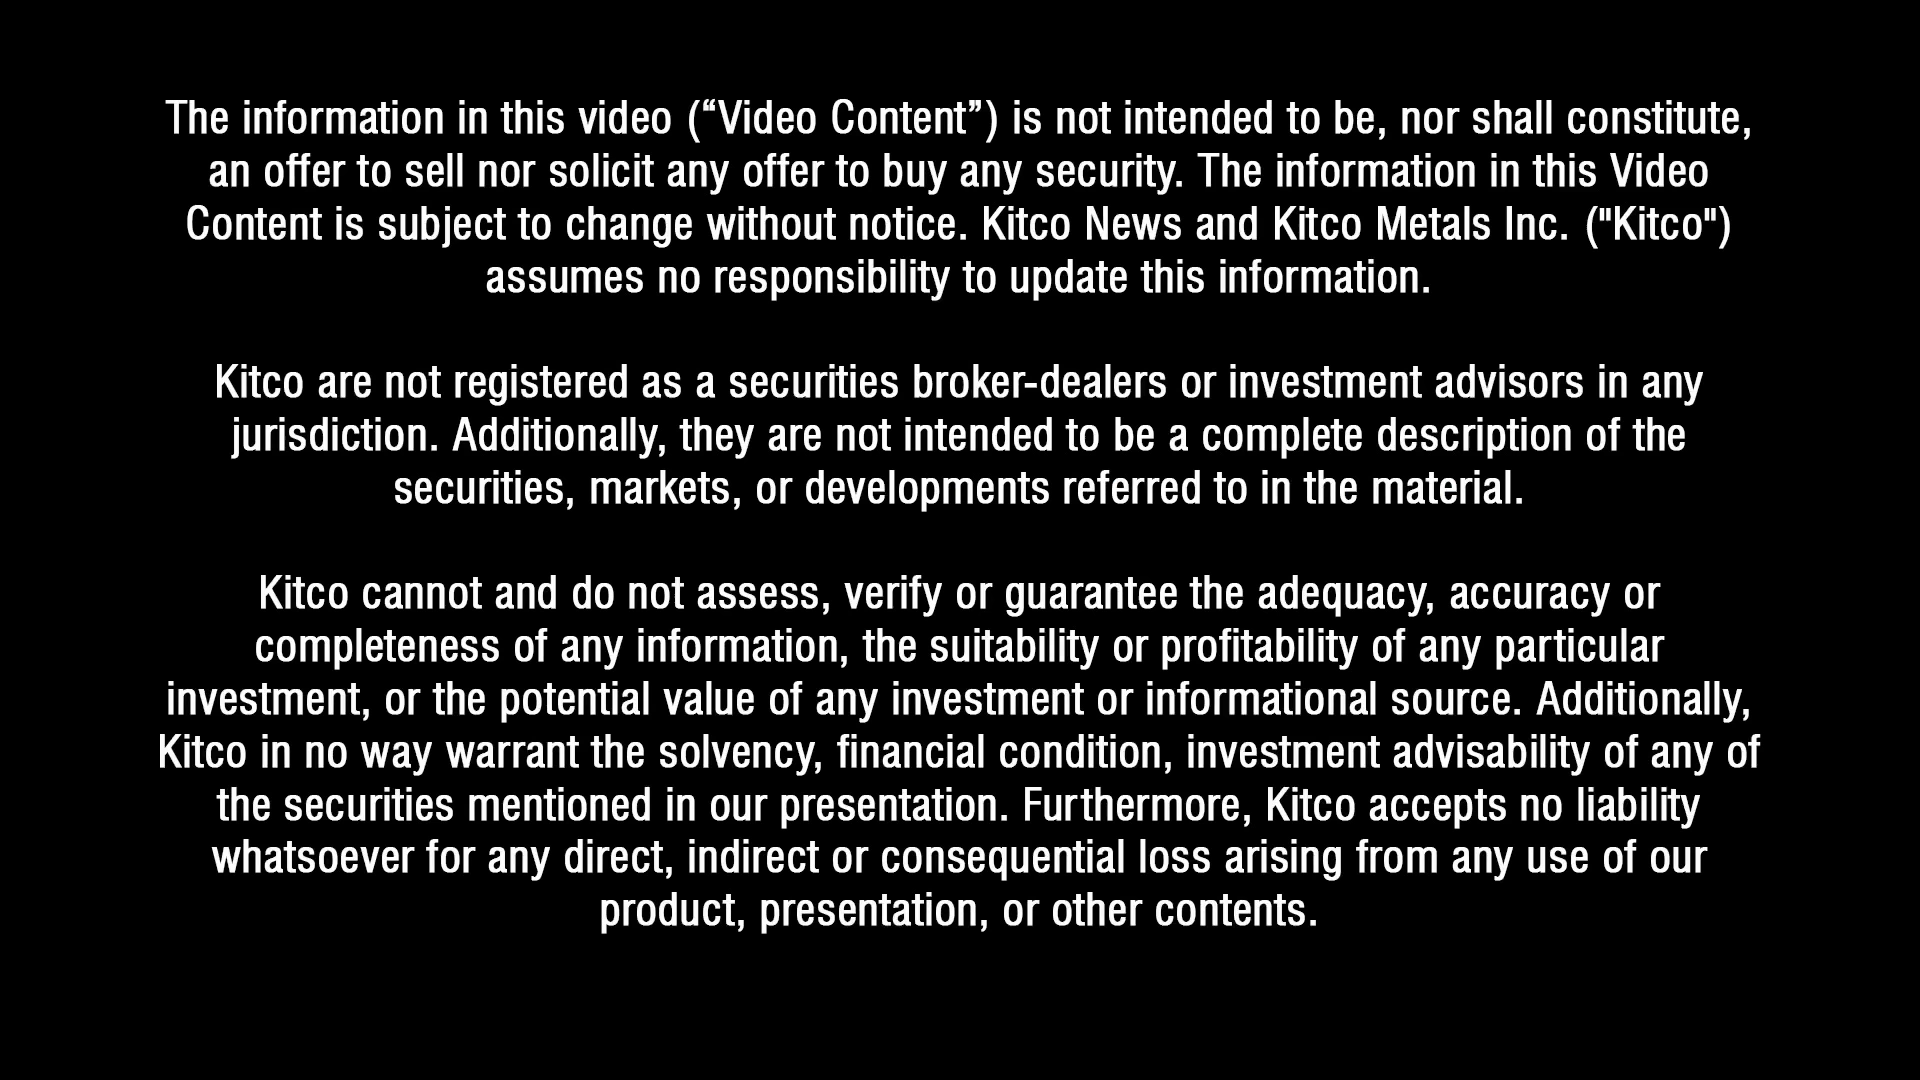 The information in this video (“Video Content”) is not intended to be, nor shall constitute,
an offer to sell nor solicit any offer to buy any security. The information in this Video
Content is subject to change without notice. Kitco News and Kitco Metals Inc. ("Kitco")
assumes no responsibility to update this information.
Kitco are not registered as a securities broker-dealers or investment advisors in any
jurisdiction. Additionally, they are not intended to be a complete description of the
securities, markets, or developments referred to in the material.
Kitco cannot and do not assess, verify or guarantee the adequacy, accuracy or
completeness of any information, the suitability or profitability of any particular
investment, or the potential value of any investment or informational source. Additionally,
Kitco in no way warrant the solvency, financial condition, investment advisability of any of
the securities mentioned in our presentation. Furthermore, Kitco accepts no liability
whatsoever for any direct, indirect or consequential loss arising from any use of our
product, presentation, or other contents.